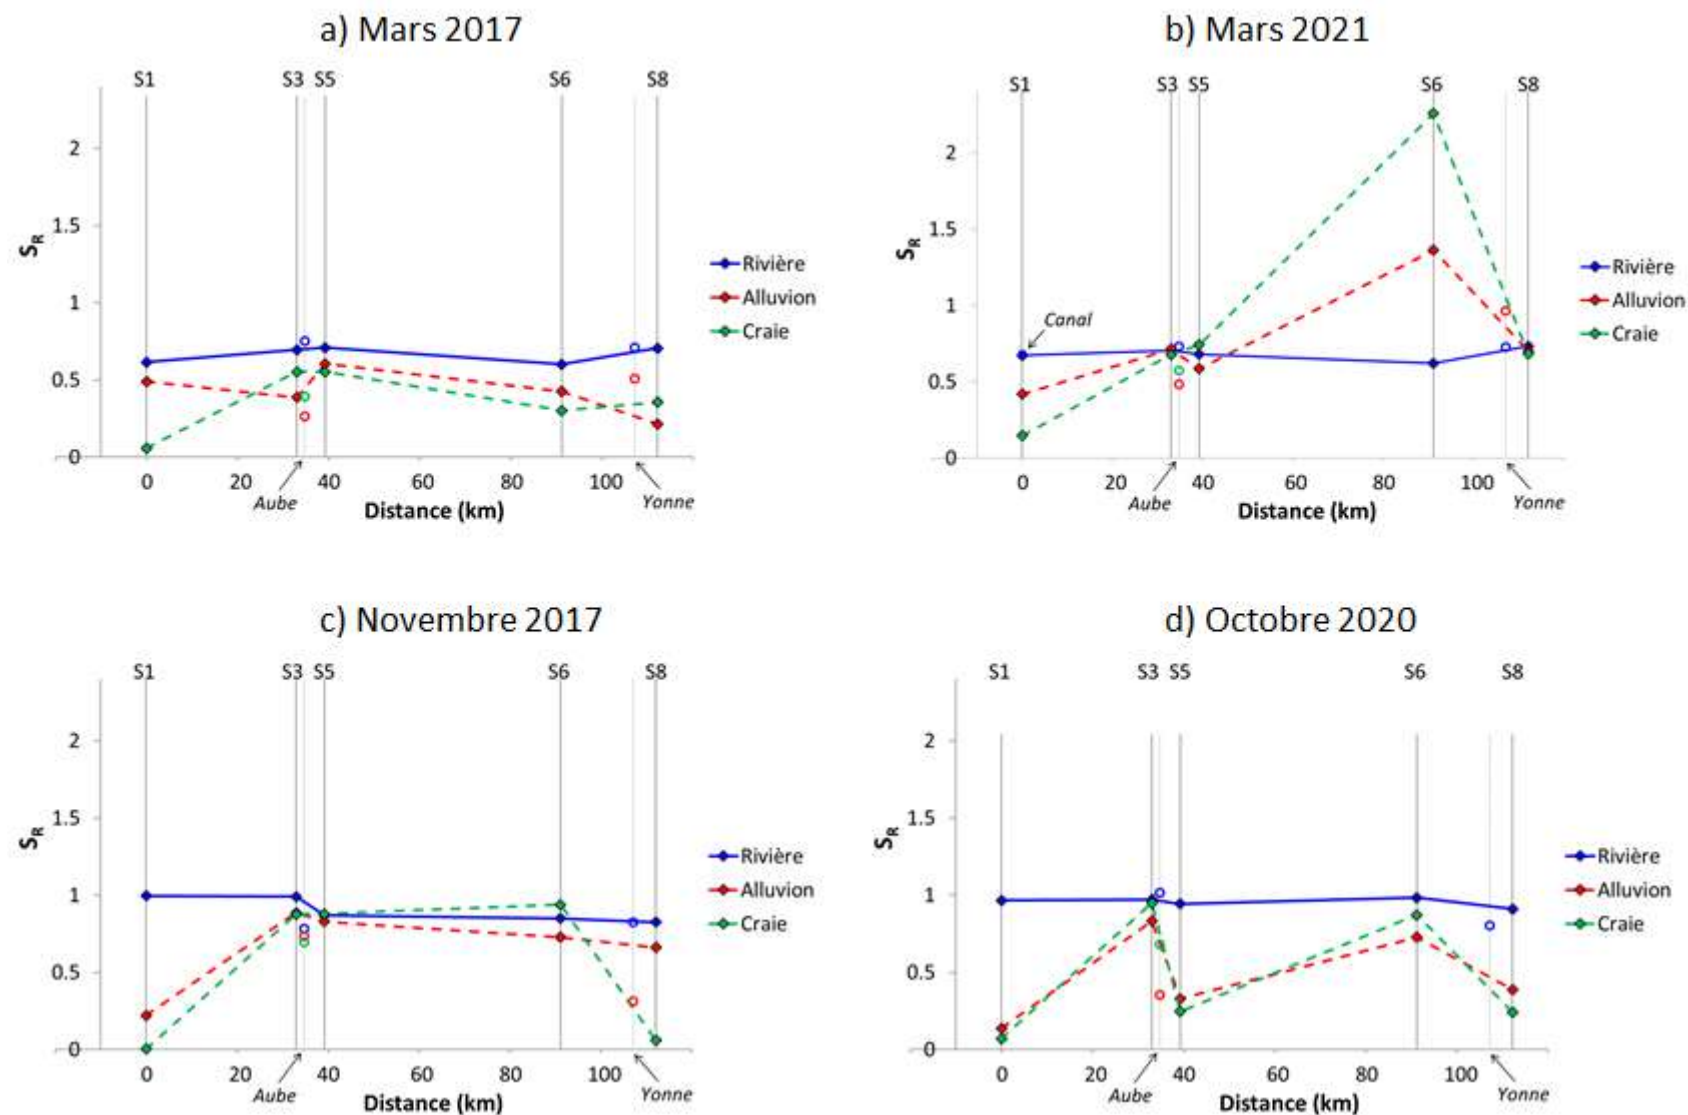 a) Mars 2017
S1 S3 S5 S6 S8
2
1.5
1
0.5
0
S_R
Rivière
Alluvion
Craie
0 20 40 60 80 100
Aube
Distance (km)
Yonne
b) Mars 2021
S1 S3 S5 S6 S8
2
1.5
1
0.5
0
S_R
Canal
Rivière
Alluvion
Craie
0 20 40 60 80 100
Aube
Distance (km)
Yonne
c) Novembre 2017
S1 S3 S5 S6 S8
2
1.5
1
0.5
0
S_R
Rivière
Alluvion
Craie
0 20 40 60 80 100
Aube
Distance (km)
Yonne
d) Octobre 2020
S1 S3 S5 S6 S8
2
1.5
1
0.5
0
S_R
Rivière
Alluvion
Craie
0 20 40 60 80 100
Aube
Distance (km)
Yonne